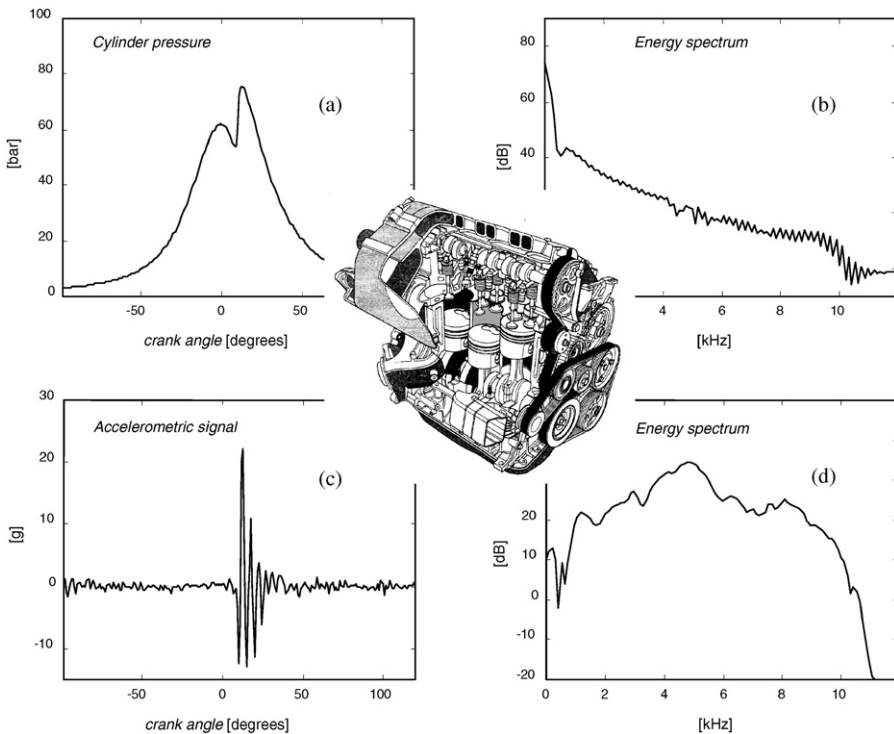 100
Cylinder pressure
80
(a)
60
[bar]
40
20
0
-50
0
50
crank angle [degrees]
Energy spectrum
80
(b)
[dB]
40
0
4
6
8
10
[kHz]
30
Accelerometric signal
20
(c)
[g]
10
0
-10
-50
0
50
100
crank angle [degrees]
Energy spectrum
(d)
20
[dB]
10
0
-10
-20
0
2
4
6
8
10
[kHz]